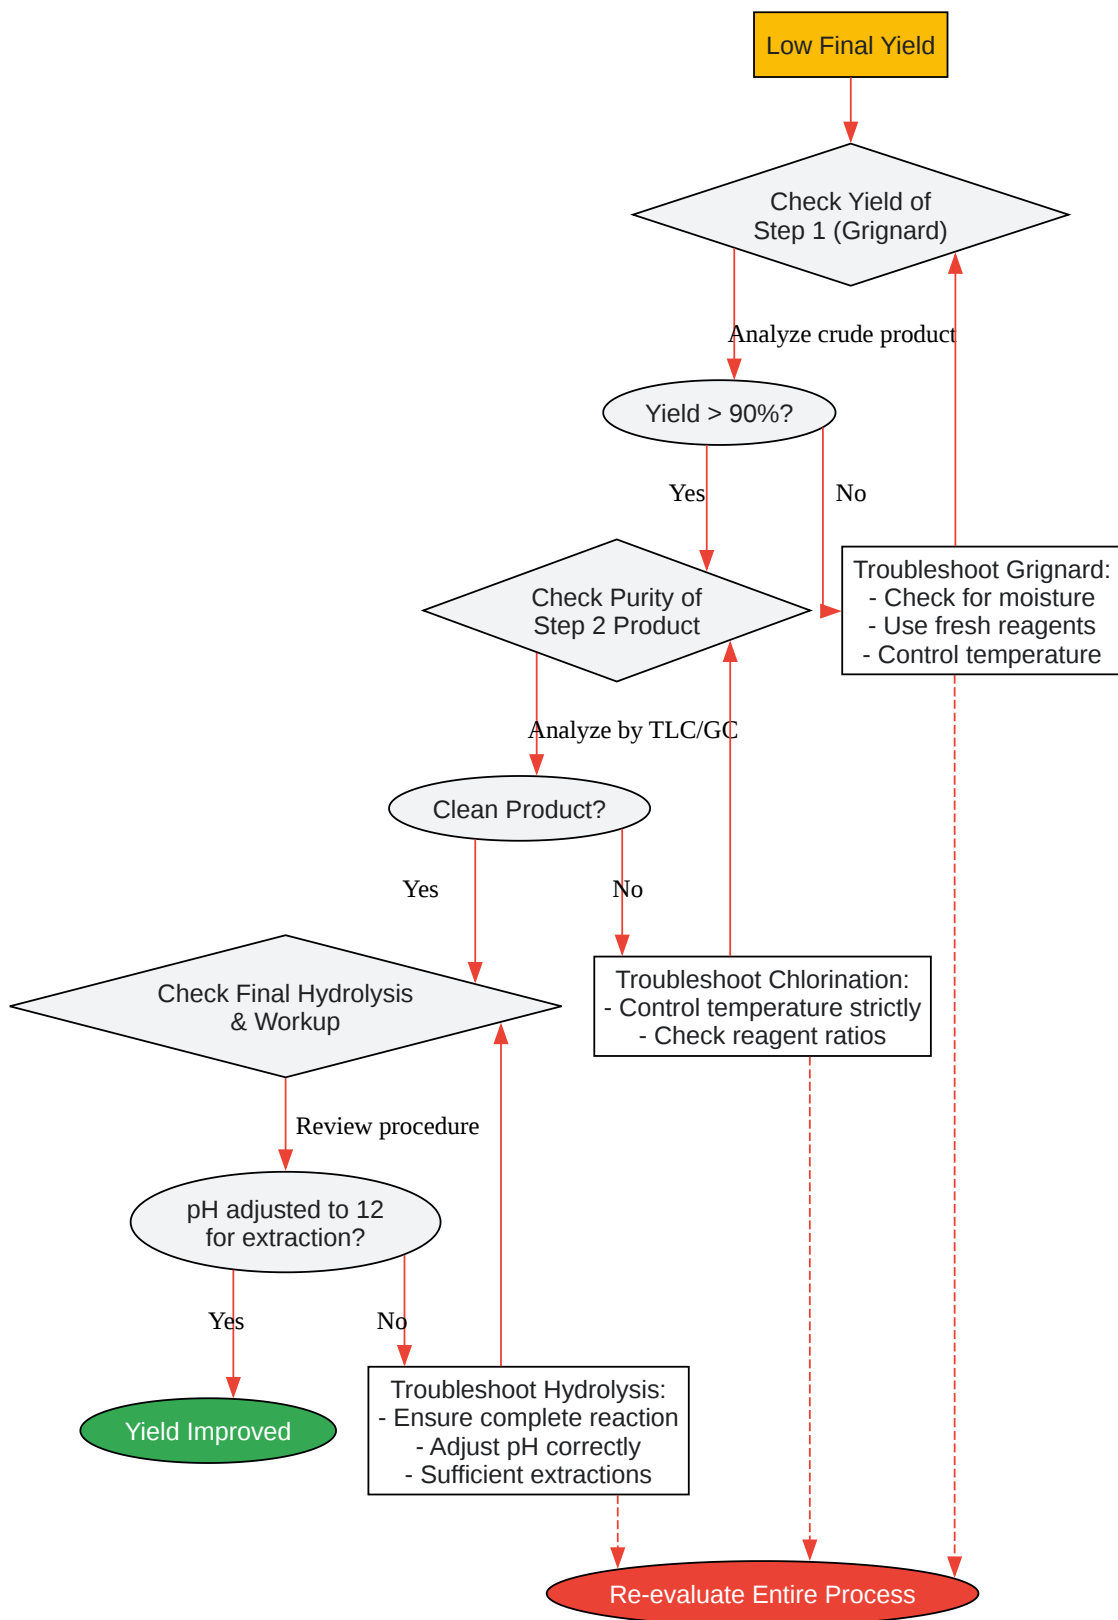 Low Final Yield
Check Yield of
Step 1 (Grignard)
Analyze crude product
Yield > 90%?
Yes
No
Troubleshoot Grignard:
- Check for moisture
- Use fresh reagents
- Control temperature
Check Purity of
Step 2 Product
Analyze by TLC/GC
Clean Product?
Yes
No
Troubleshoot Chlorination:
- Control temperature strictly
- Check reagent ratios
Check Final Hydrolysis
& Workup
Review procedure
pH adjusted to 12
for extraction?
Yes
No
Troubleshoot Hydrolysis:
- Ensure complete reaction
- Adjust pH correctly
- Sufficient extractions
Yield Improved
Re-evaluate Entire Process